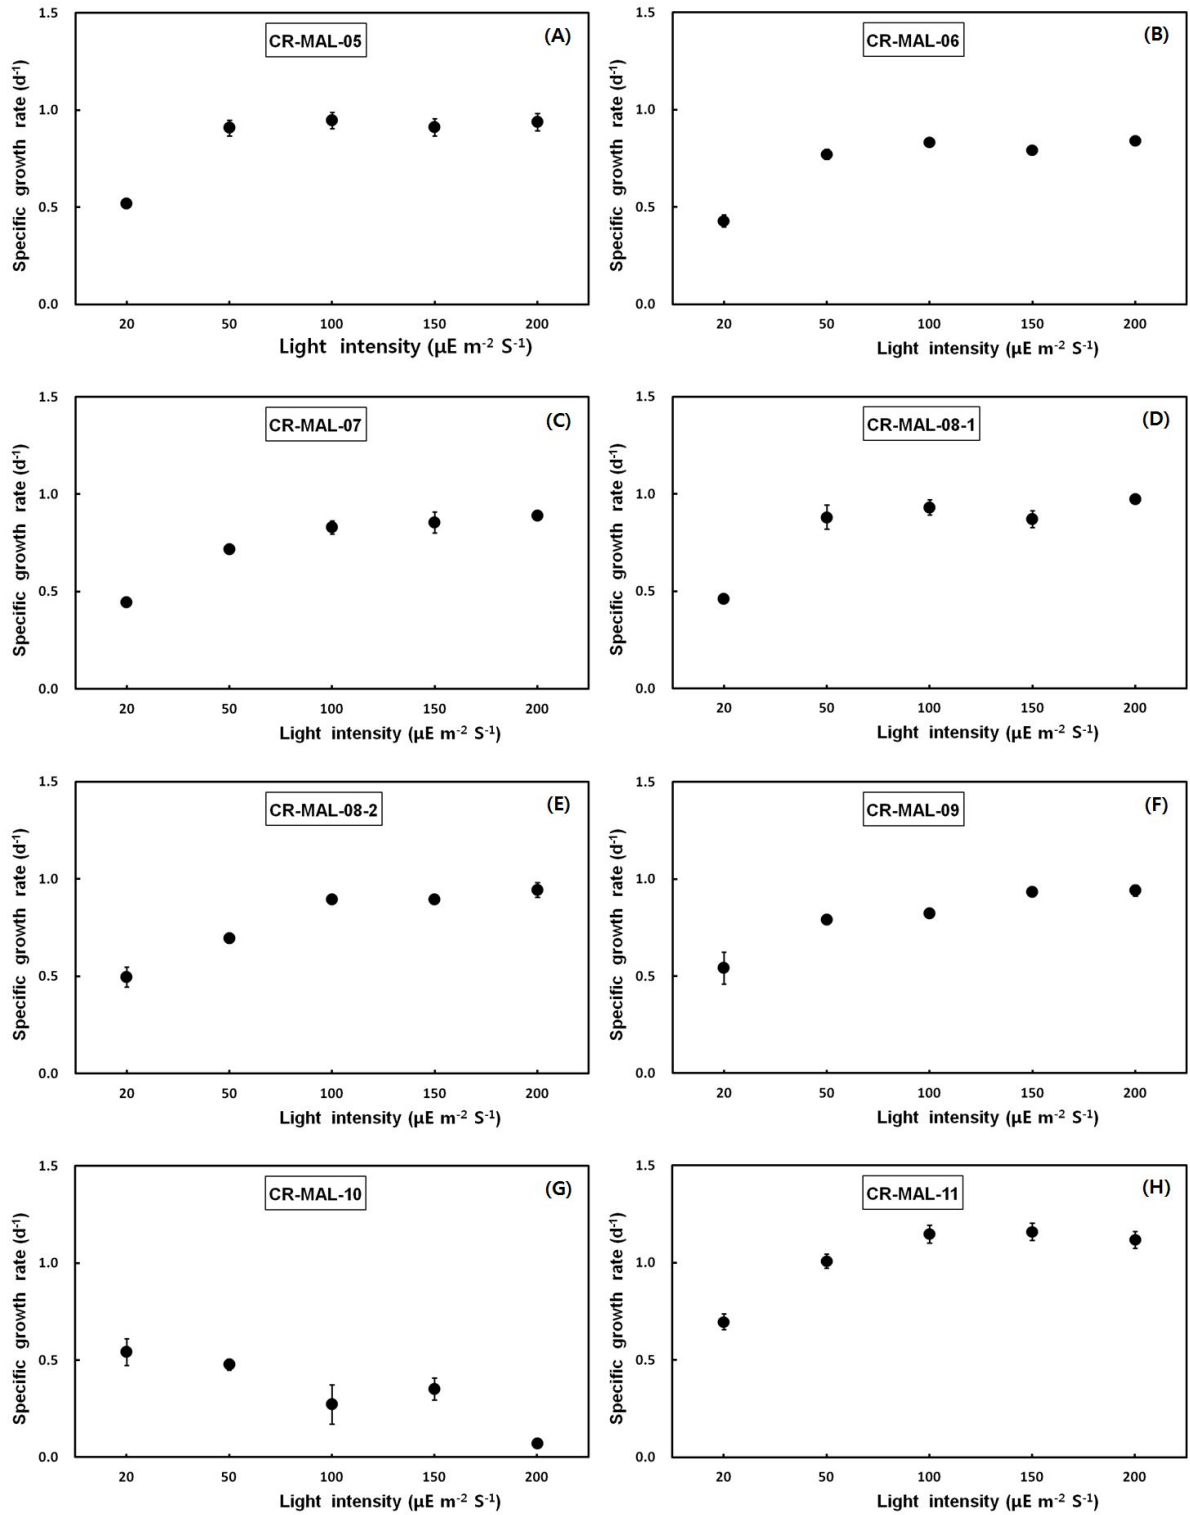 CR-MAL-05
(A)
Specific growth rate (d⁻¹)
1.5
1.0
0.5
0.0
20 50 100 150 200
Light intensity (µE m⁻² S⁻¹)
CR-MAL-06
(B)
Specific growth rate (d⁻¹)
1.5
1.0
0.5
0.0
20 50 100 150 200
Light intensity (µE m⁻² S⁻¹)
CR-MAL-07
(C)
Specific growth rate (d⁻¹)
1.5
1.0
0.5
0.0
20 50 100 150 200
Light intensity (µE m⁻² S⁻¹)
CR-MAL-08-1
(D)
Specific growth rate (d⁻¹)
1.5
1.0
0.5
0.0
20 50 100 150 200
Light intensity (µE m⁻² S⁻¹)
CR-MAL-08-2
(E)
Specific growth rate (d⁻¹)
1.5
1.0
0.5
0.0
20 50 100 150 200
Light intensity (µE m⁻² S⁻¹)
CR-MAL-09
(F)
Specific growth rate (d⁻¹)
1.5
1.0
0.5
0.0
20 50 100 150 200
Light intensity (µE m⁻² S⁻¹)
CR-MAL-10
(G)
Specific growth rate (d⁻¹)
1.5
1.0
0.5
0.0
20 50 100 150 200
Light intensity (µE m⁻² S⁻¹)
CR-MAL-11
(H)
Specific growth rate (d⁻¹)
1.5
1.0
0.5
0.0
20 50 100 150 200
Light intensity (µE m⁻² S⁻¹)